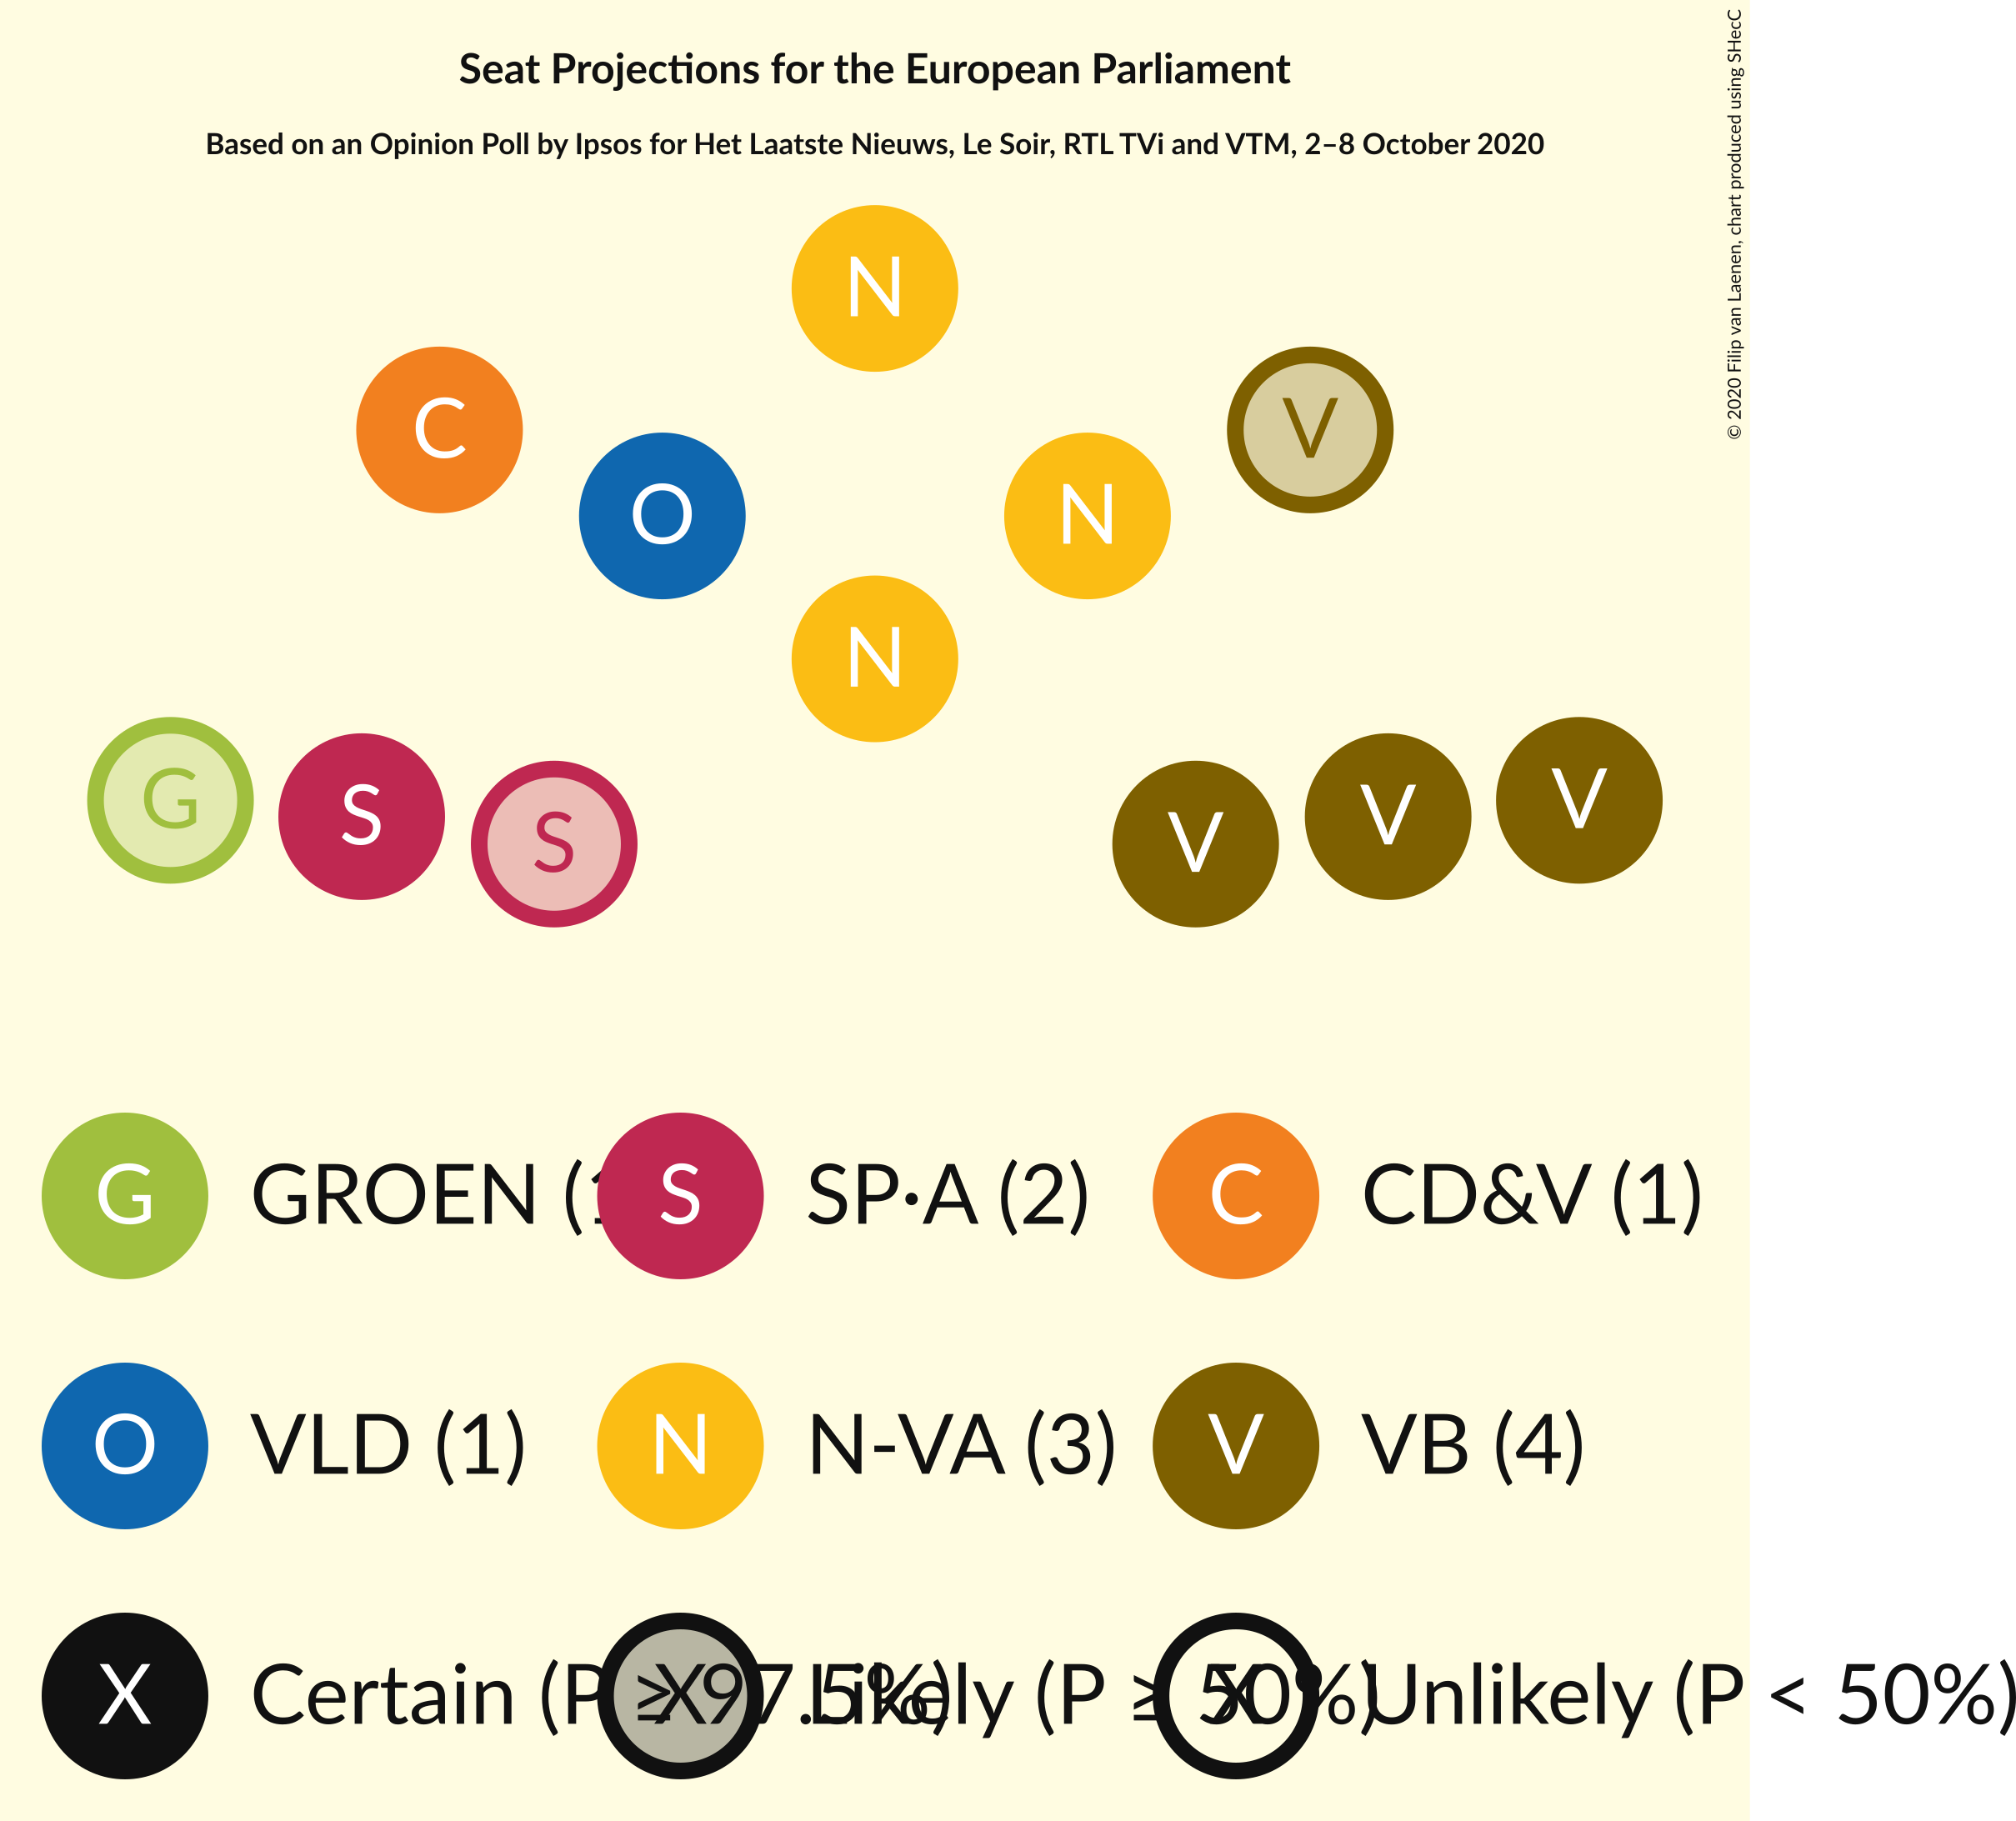 Seat Projections for the European Parliament
Based on an Opinion Poll by Ipsos for Het Laatste Nieuws, Le Soir, RTL TVi and VTM, 2–8 October 2020
© 2020 Filip van Laenen, chart produced using SHecC
N
C
V
O
N
N
G
S
S
V
V
V
G GROEN ( S SP·A (2) C CD&V (1)
O VLD (1) N N-VA (3) V VB (4)
X Certain (P ≥ 97.5%) X Likely (P ≥ 50%) X Unlikely (P < 50%)